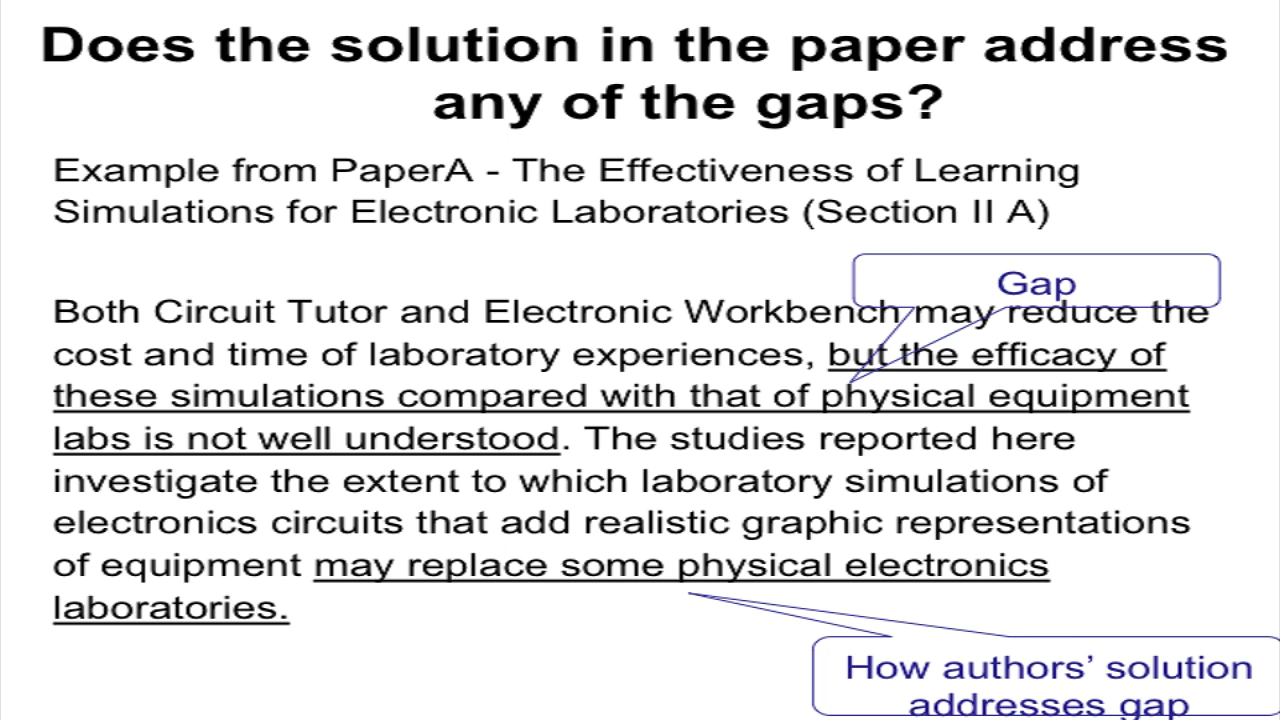 Does the solution in the paper address
any of the gaps?
Example from PaperA - The Effectiveness of Learning
Simulations for Electronic Laboratories (Section II A)
Gap
Both Circuit Tutor and Electronic Workbench may reduce the
cost and time of laboratory experiences, but the efficacy of
these simulations compared with that of physical equipment
labs is not well understood. The studies reported here
investigate the extent to which laboratory simulations of
electronics circuits that add realistic graphic representations
of equipment may replace some physical electronics
laboratories.
How authors’ solution
addresses gap